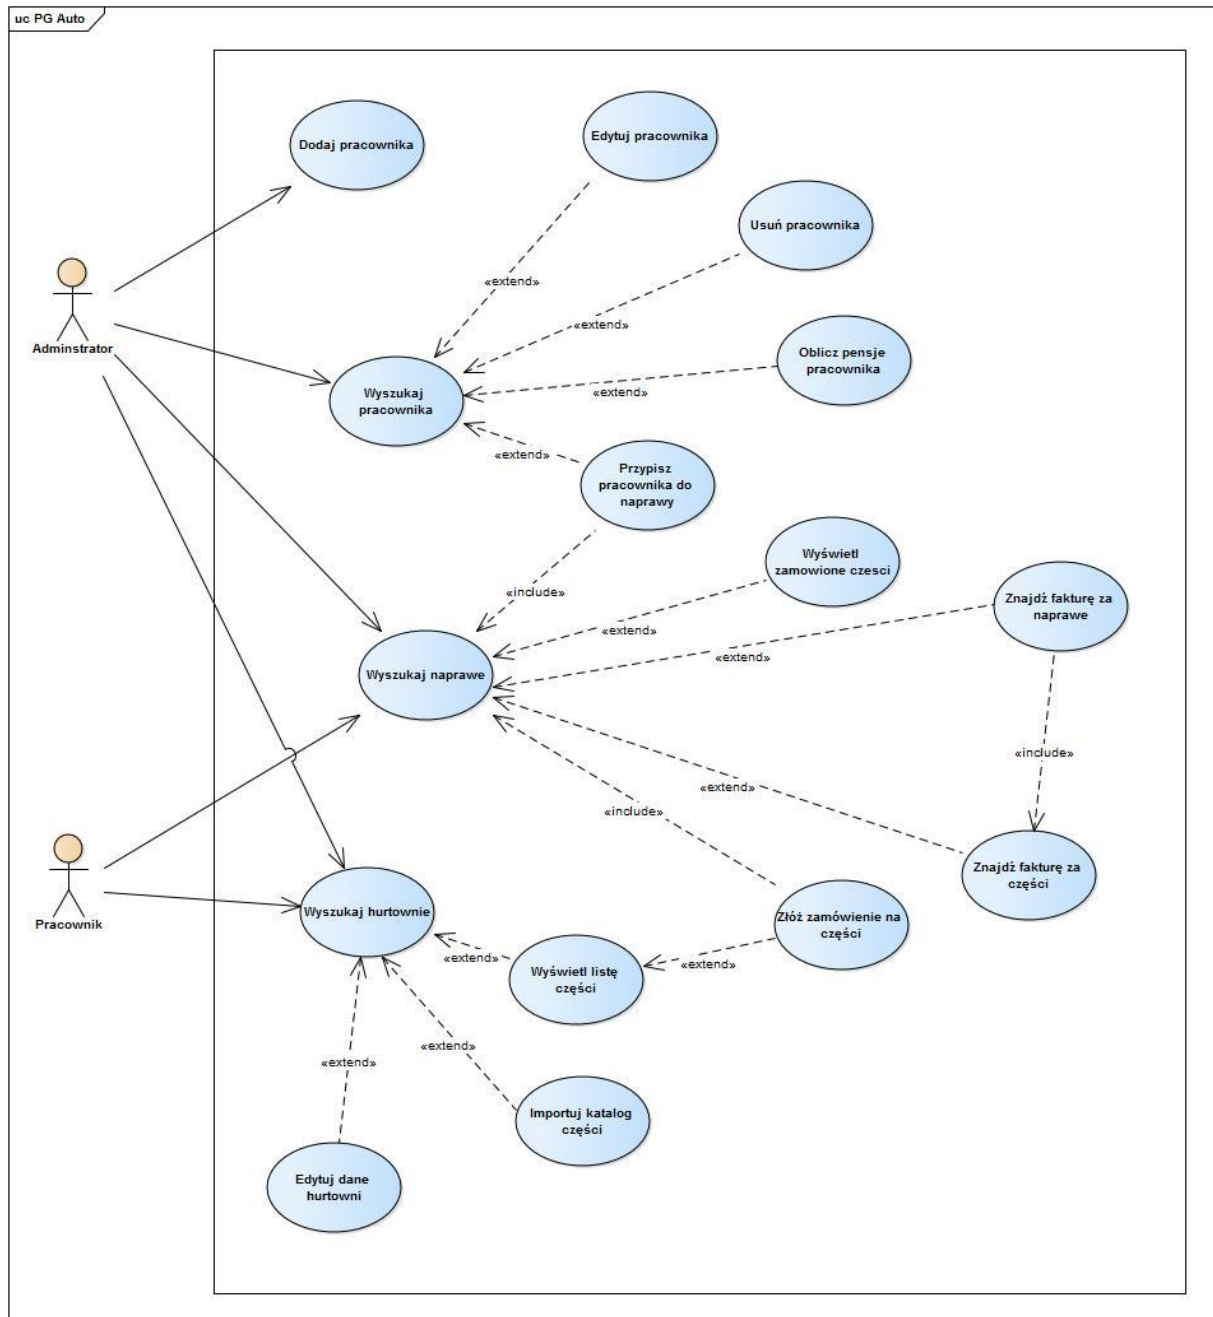 uc PG Auto
Dodaj pracownika
Edytuj pracownika
Usuń pracownika
«extend»
«extend»
Adminstrator
Oblicz pensje
pracownika
Wyszukaj
pracownika
«extend»
«extend»
Przypisz
pracownika do
naprawy
Wyświetl
zamowione czesci
«include»
Znajdź fakturę za
naprawe
«extend»
«extend»
Wyszukaj naprawe
«include»
«extend»
«include»
Pracownik
Znajdź fakturę za
części
Wyszukaj hurtownie
Złóż zamówienie na
części
«extend»
«extend»
Wyświetl listę
części
«extend»
«extend»
Importuj katalog
części
Edytuj dane
hurtowni